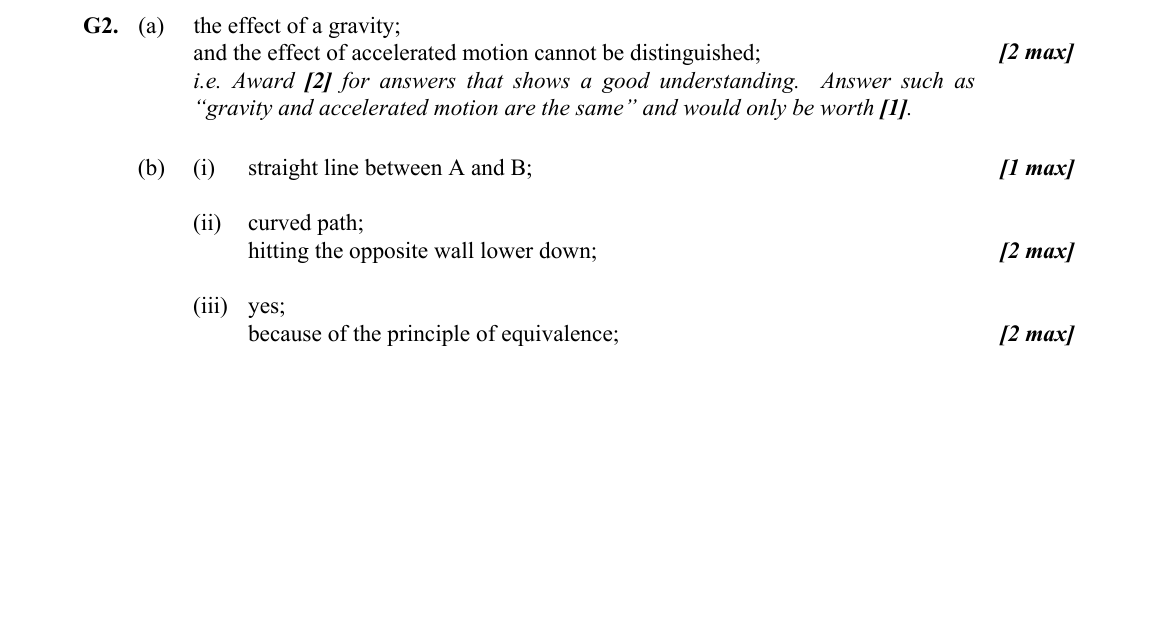 G2. (a) the effect of a gravity;
and the effect of accelerated motion cannot be distinguished; [2 max]
i.e. Award [2] for answers that shows a good understanding. Answer such as
“gravity and accelerated motion are the same” and would only be worth [1].
(b) (i) straight line between A and B; [1 max]
(ii) curved path;
hitting the opposite wall lower down; [2 max]
(iii) yes;
because of the principle of equivalence; [2 max]